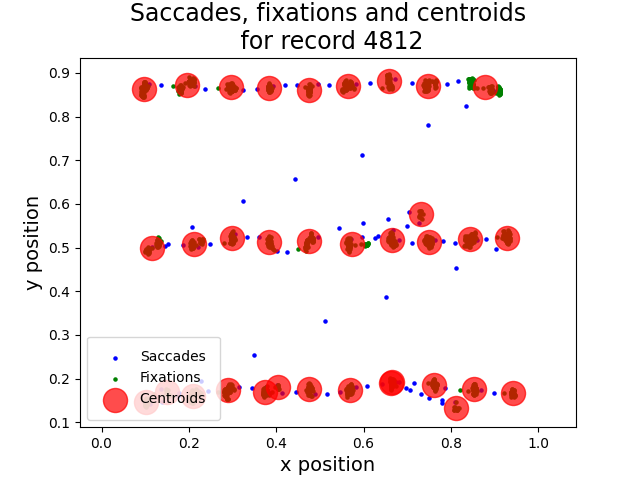 Saccades, fixations and centroids
for record 4812
y position
0.9
0.8
0.7
0.6
0.5
0.4
0.3
0.2
0.1
Saccades
Fixations
Centroids
0.0 0.2 0.4 0.6 0.8 1.0
x position